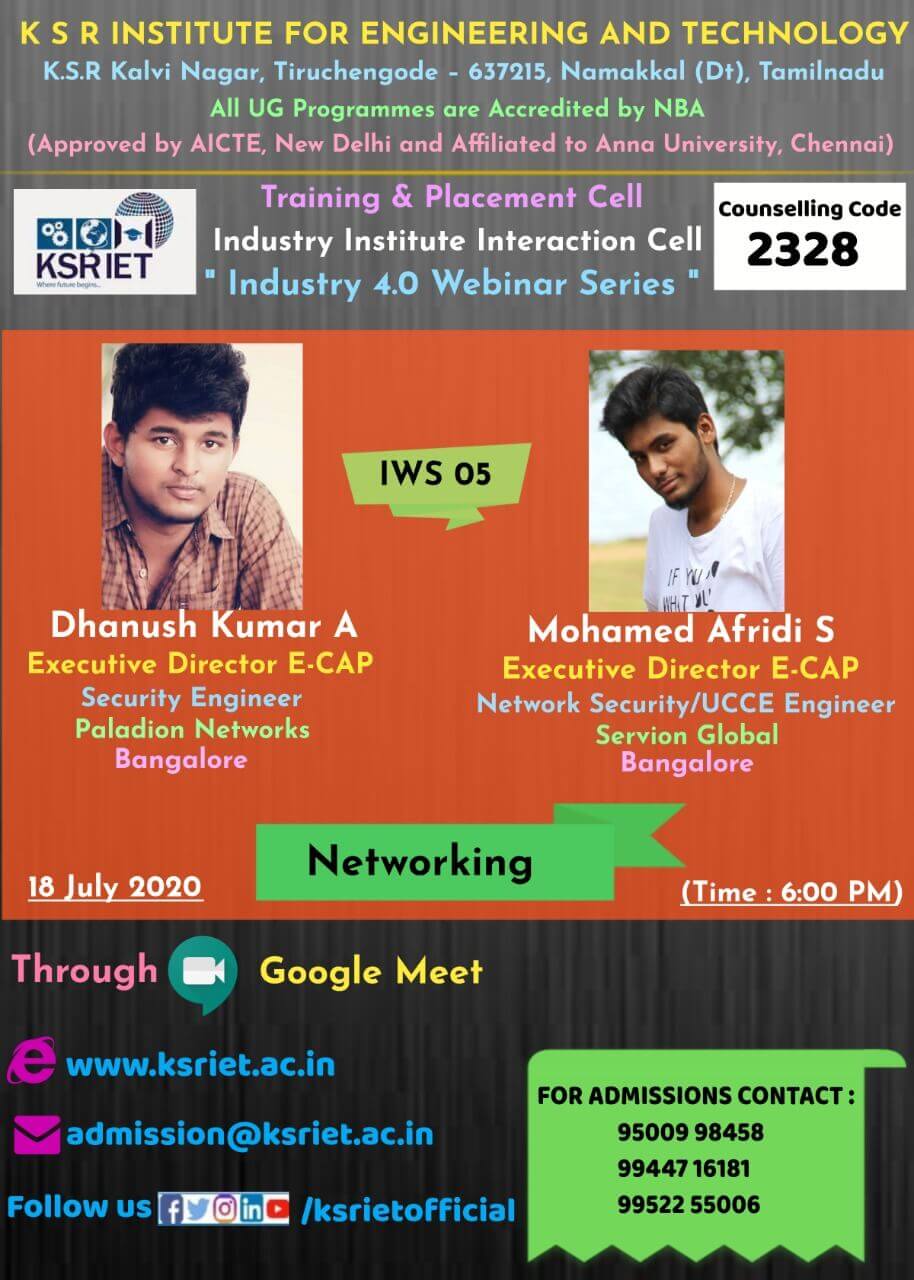 K S R INSTITUTE FOR ENGINEERING AND TECHNOLOGY
K.S.R Kalvi Nagar, Tiruchengode – 637215, Namakkal (Dt), Tamilnadu
All UG Programmes are Accredited by NBA
(Approved by AICTE, New Delhi and Affiliated to Anna University, Chennai)
KSRIET
Where future begins...
Training & Placement Cell
Industry Institute Interaction Cell
" Industry 4.0 Webinar Series "
Counselling Code
2328
IWS 05
IF YOU
WHAT
Dhanush Kumar A
Executive Director E-CAP
Security Engineer
Paladion Networks
Bangalore
Mohamed Afridi S
Executive Director E-CAP
Network Security/UCCE Engineer
Servion Global
Bangalore
Networking
18 July 2020
(Time : 6:00 PM)
Through Google Meet
www.ksriet.ac.in
admission@ksriet.ac.in
Follow us /ksrietofficial
FOR ADMISSIONS CONTACT :
95009 98458
99447 16181
99522 55006